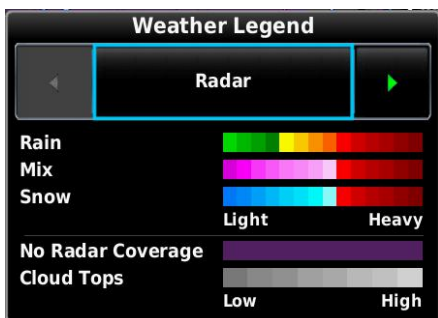 Weather Legend
Radar
Rain
Mix
Snow
Light Heavy
No Radar Coverage
Cloud Tops
Low High